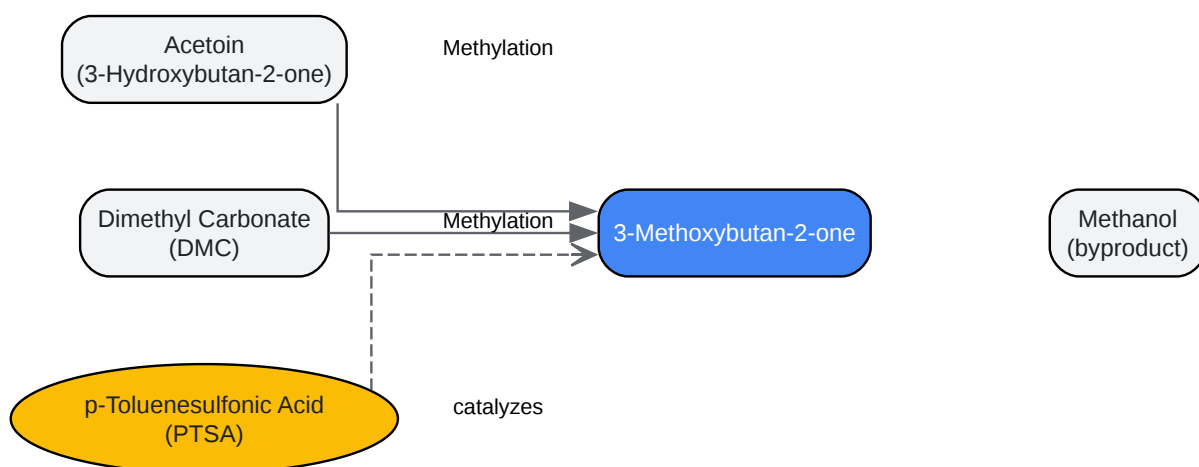 Acetoin
(3-Hydroxybutan-2-one)
Methylation
Dimethyl Carbonate
(DMC)
Methylation
3-Methoxybutan-2-one
Methanol
(byproduct)
p-Toluenesulfonic Acid
(PTSA)
catalyzes